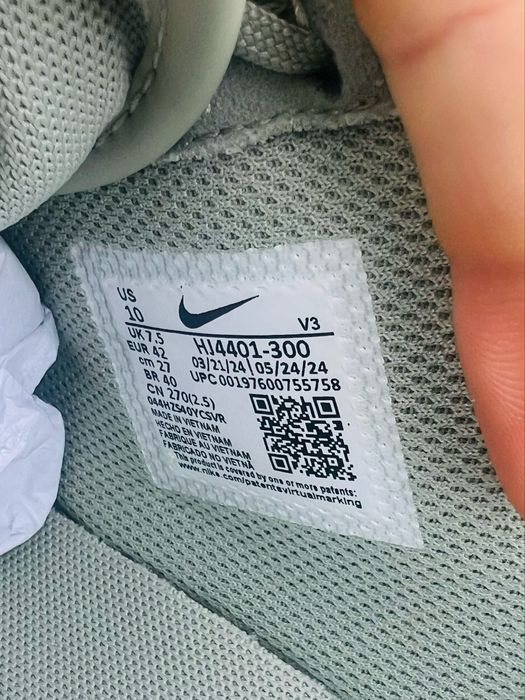 US
10
V3
UK 7.5
EUR 42
cm 27
BR 40
CN 270(2.5)
HJ4401-300
03/21/24 05/24/24
UPC 00197600755758
044HZSA0YCSVR
MADE IN VIETNAM
HECHO EN VIETNAM
FABRIQUE AU VIETNAM
FABRICADO NO VIETNÃ
This product is covered by one or more patents:
www.nike.com/patentsvirtualmarking